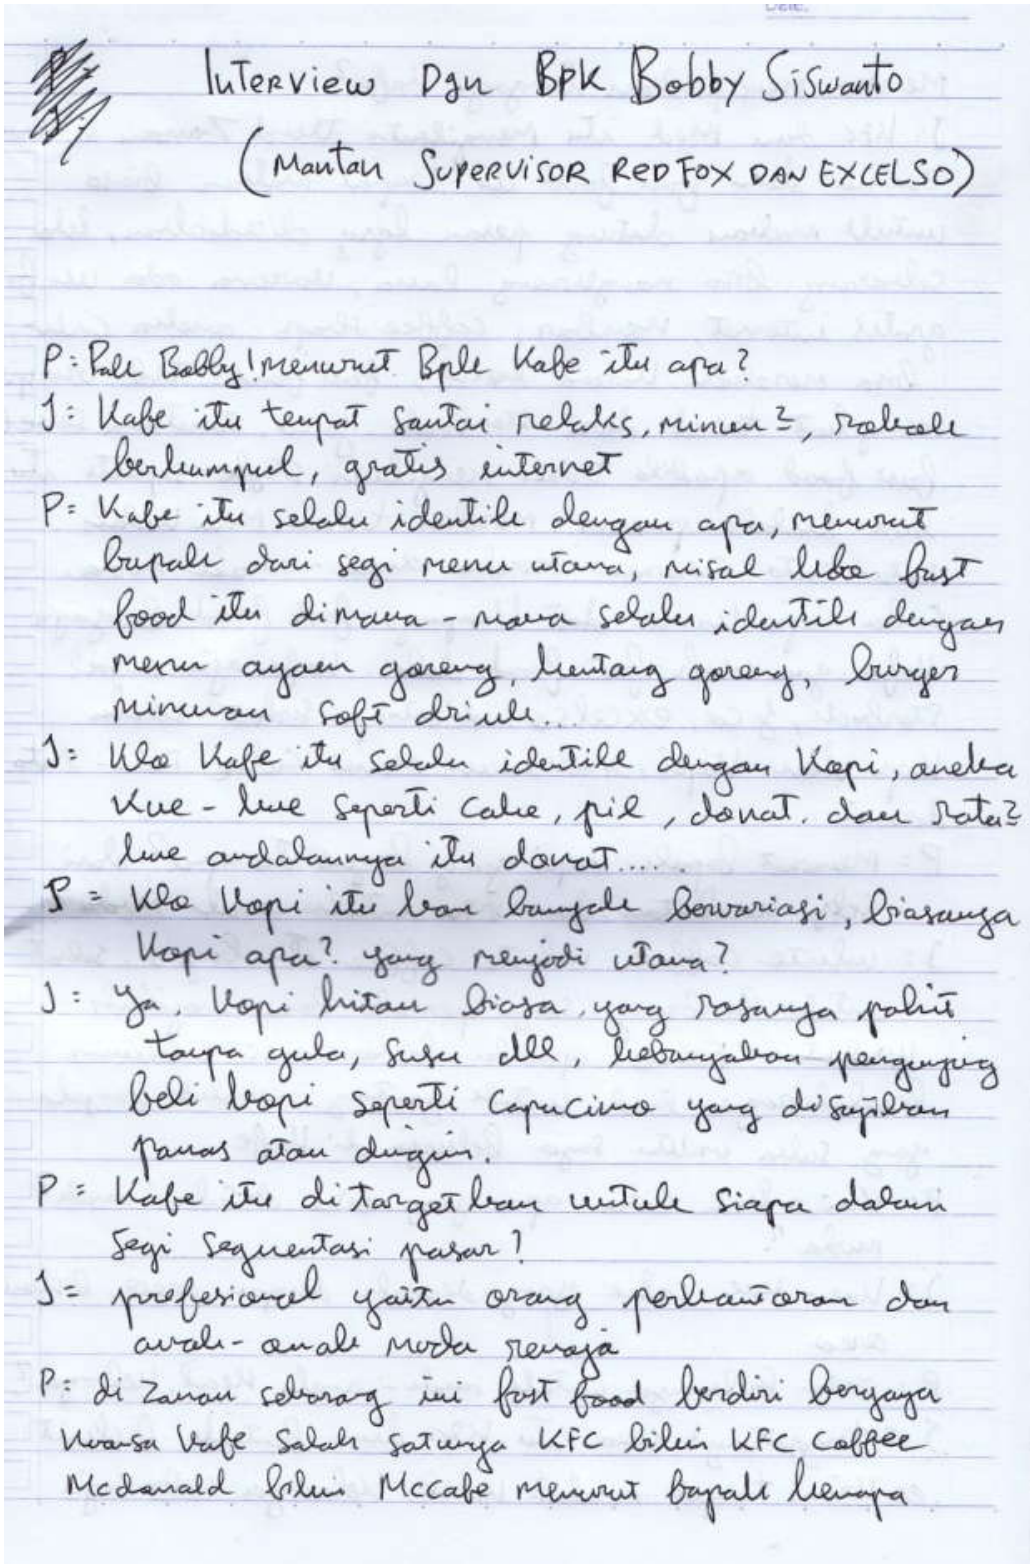 Date:
Interview Dgn Bpk Bobby Siswanto
(Mantan SUPERVISOR RED FOX DAN EXCELSO)
P: Pak Bobby! menurut Bpk Kafe itu apa?
J: Kafe itu tempat santai relaks, minum², rokok
berkumpul, gratis internet
P: Kafe itu selalu identik dengan apa, menurut
bapak dari segi menu utama, misal klo fast
food itu dimana-mana selalu identik dengan
menu ayam goreng, kentang goreng, burger
minuman soft drink..
J: Klo Kafe itu selalu identik dengan Kopi, aneka
Kue-kue seperti cake, pie, donat. dan rata²
kue andalannya itu donat.....
P = Klo Kopi itu kan banyak bervariasi, biasanya
Kopi apa? yang menjadi utama?
J: Ya, Kopi hitam biasa, yang rasanya pahit
tanpa gula, susu dll, kebanyakan pengunjung
beli kopi seperti Capucino yang disajikan
panas atau dingin.
P = Kafe itu ditargetkan untuk siapa dalam
segi segmentasi pasar?
J = profesional yaitu orang perkantoran dan
anak-anak muda remaja
P: di Zaman sekarang ini fast food berdiri bergaya
nuansa Kafe Salah satunya KFC bikin KFC Coffee
Mcdonald bikin McCafe menurut bapak kenapa